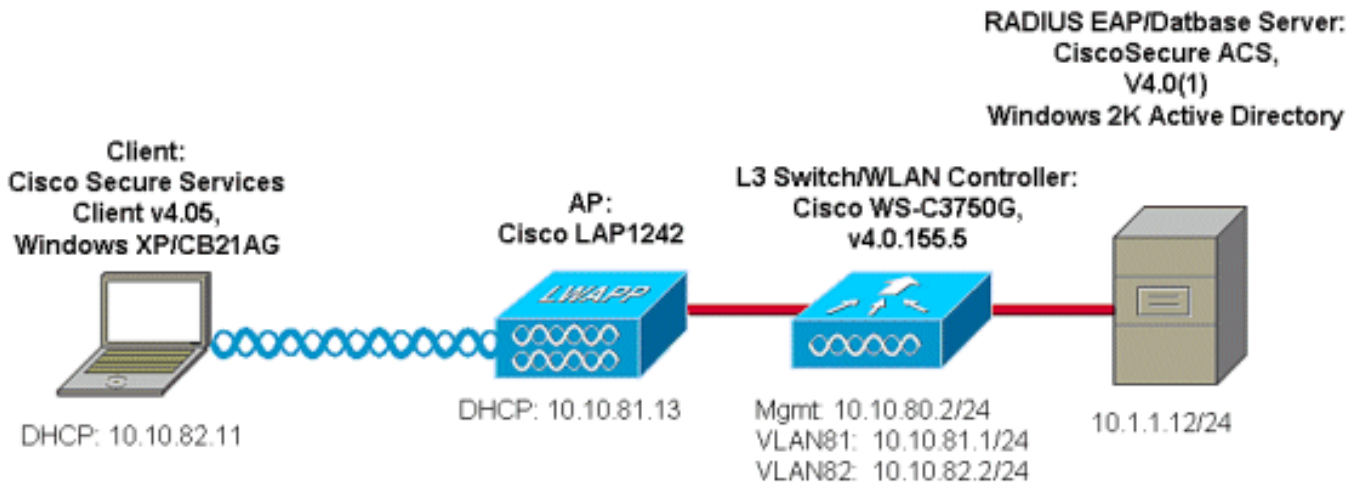 RADIUS EAP/Datbase Server:
CiscoSecure ACS,
V4.0(1)
Windows 2K Active Directory
Client:
Cisco Secure Services
Client v4.05,
Windows XP/CB21AG
AP:
Cisco LAP1242
L3 Switch/WLAN Controller:
Cisco WS-C3750G,
v4.0.155.5
LWAPP
DHCP: 10.10.82.11
DHCP: 10.10.81.13
Mgmt: 10.10.80.2/24
VLAN81: 10.10.81.1/24
VLAN82: 10.10.82.2/24
10.1.1.12/24